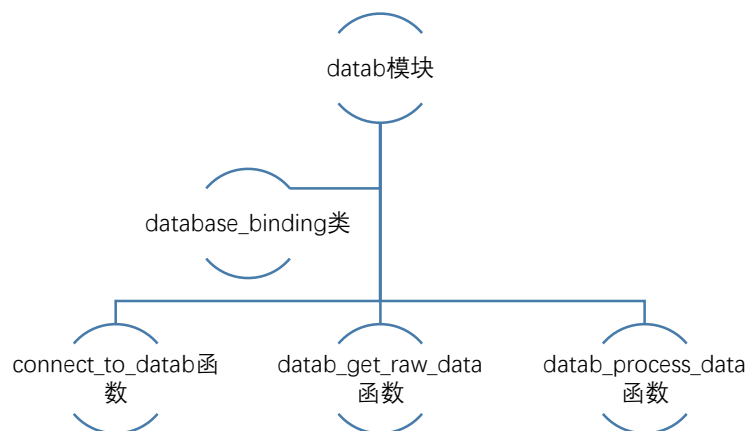 datab模块
database_binding类
connect_to_datab函
数
datab_get_raw_data
函数
datab_process_data
函数